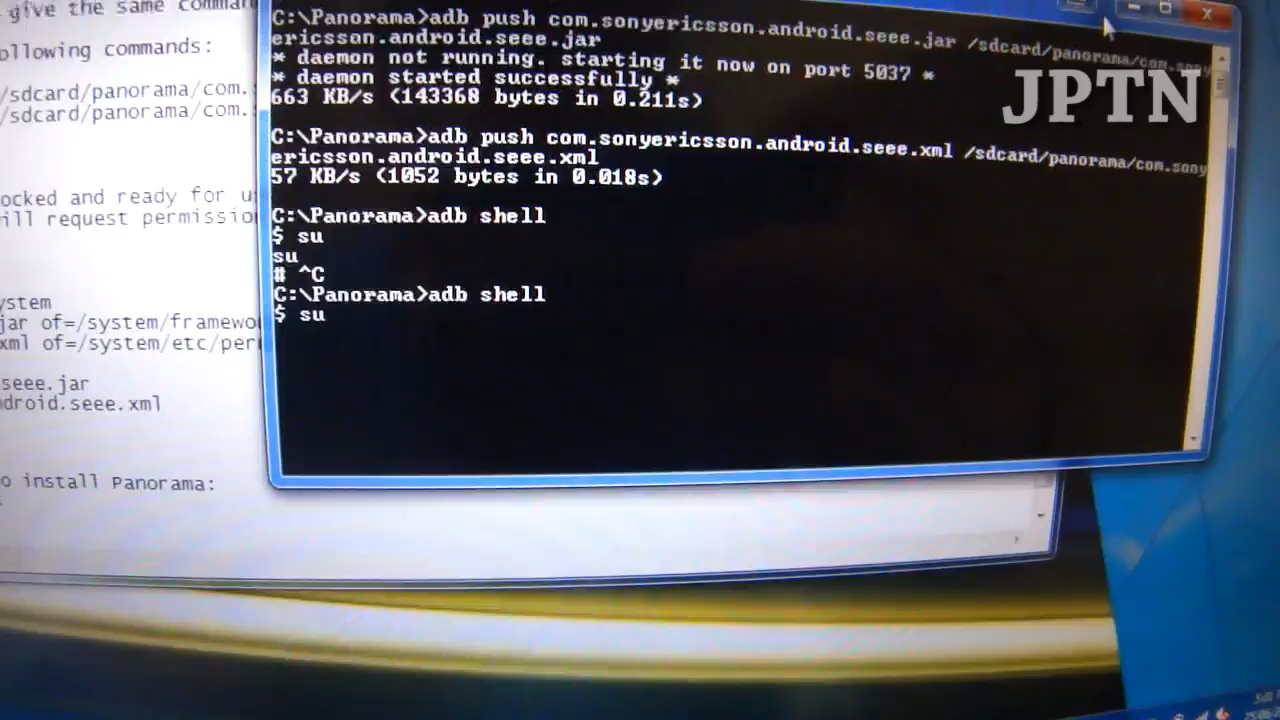 give the same comman
ollowing commands:
/sdcard/panorama/com.
/sdcard/panorama/com.
ocked and ready for u
ill request permissio
ystem
jar of=/system/framewo
xml of=/system/etc/per
seee.jar
droid.seee.xml
o install Panorama:
C:\Panorama>adb push com.sonyericsson.android.seee.jar /sdcard/panorama/com.sony
ericsson.android.seee.jar
* daemon not running. starting it now on port 5037 *
* daemon started successfully *
663 KB/s (143368 bytes in 0.211s)
C:\Panorama>adb push com.sonyericsson.android.seee.xml /sdcard/panorama/com.sony
ericsson.android.seee.xml
57 KB/s (1052 bytes in 0.018s)
C:\Panorama>adb shell
$ su
su
# ^C
C:\Panorama>adb shell
$ su
JPTN